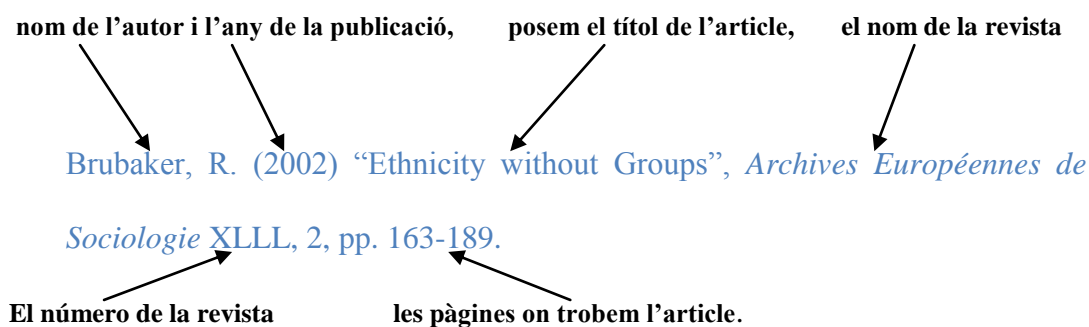 nom de l’autor i l’any de la publicació, posem el títol de l’article, el nom de la revista
Brubaker, R. (2002) “Ethnicity without Groups”, Archives Européennes de
Sociologie XLLL, 2, pp. 163-189.
El número de la revista les pàgines on trobem l’article.